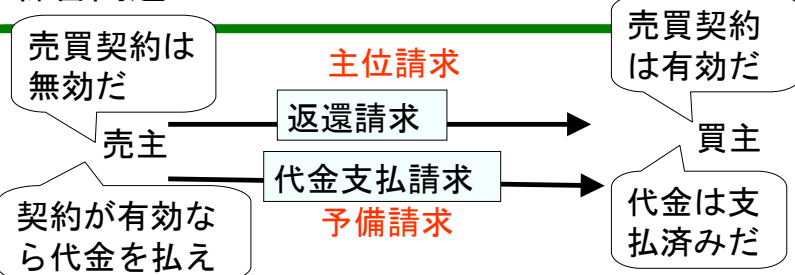 売買契約は
無効だ
売買契約
は有効だ
主位請求
返還請求
売主
買主
代金支払請求
予備請求
契約が有効な
ら代金を払え
代金は支
払済みだ